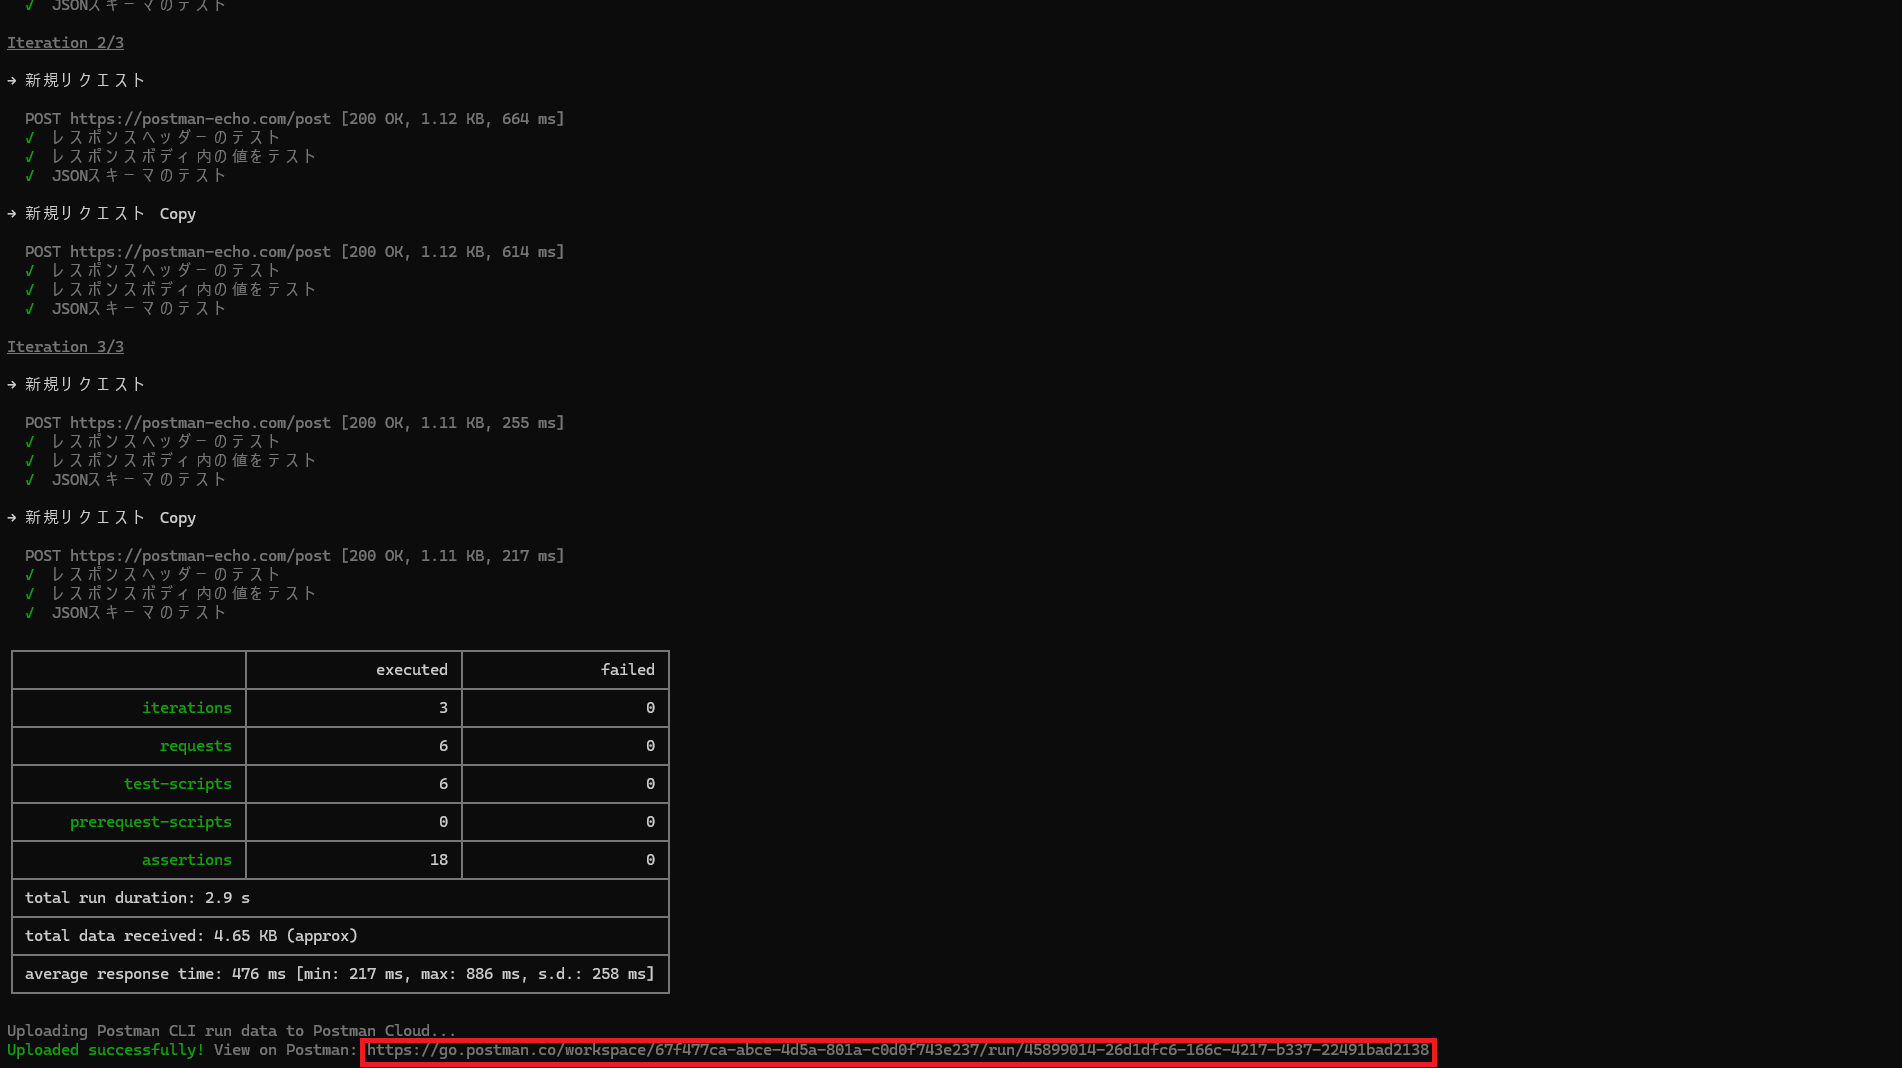 ✓ JSONスキーマのテスト
Iteration 2/3
→ 新規リクエスト
POST https://postman-echo.com/post [200 OK, 1.12 KB, 664 ms]
✓ レスポンスヘッダーのテスト
✓ レスポンスボディ内の値をテスト
✓ JSONスキーマのテスト
→ 新規リクエスト Copy
POST https://postman-echo.com/post [200 OK, 1.12 KB, 614 ms]
✓ レスポンスヘッダーのテスト
✓ レスポンスボディ内の値をテスト
✓ JSONスキーマのテスト
Iteration 3/3
→ 新規リクエスト
POST https://postman-echo.com/post [200 OK, 1.11 KB, 255 ms]
✓ レスポンスヘッダーのテスト
✓ レスポンスボディ内の値をテスト
✓ JSONスキーマのテスト
→ 新規リクエスト Copy
POST https://postman-echo.com/post [200 OK, 1.11 KB, 217 ms]
✓ レスポンスヘッダーのテスト
✓ レスポンスボディ内の値をテスト
✓ JSONスキーマのテスト
executed failed
iterations 3 0
requests 6 0
test-scripts 6 0
prerequest-scripts 0 0
assertions 18 0
total run duration: 2.9 s
total data received: 4.65 KB (approx)
average response time: 476 ms [min: 217 ms, max: 886 ms, s.d.: 258 ms]
Uploading Postman CLI run data to Postman Cloud...
Uploaded successfully! View on Postman: https://go.postman.co/workspace/67f477ca-abce-4d5a-801a-c0d0f743e237/run/45899014-26d1dfc6-166c-4217-b337-22491bad2138